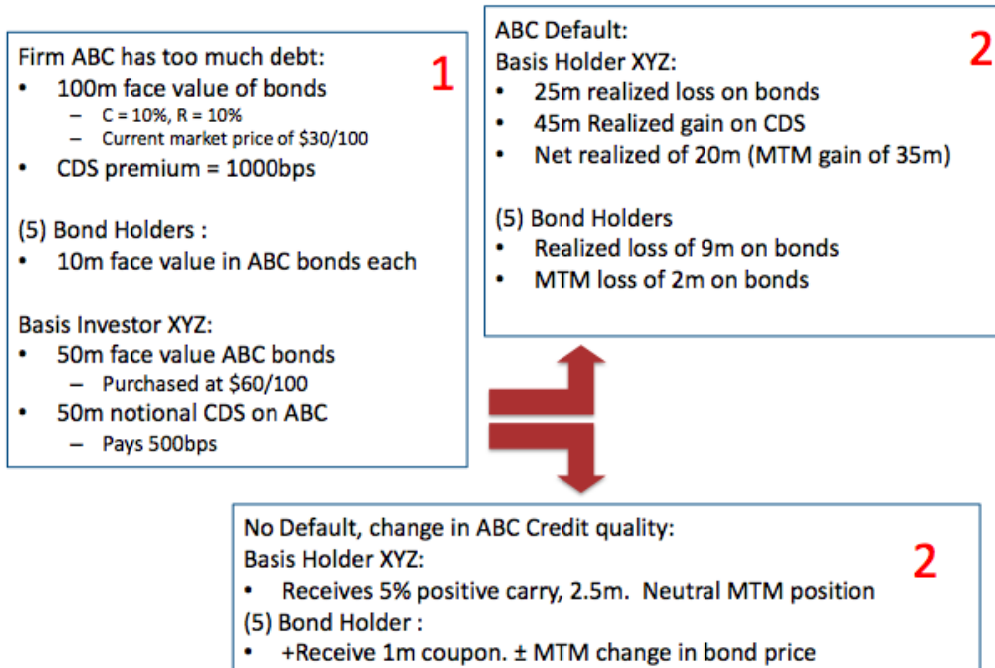 Firm ABC has too much debt:
1
• 100m face value of bonds
– C = 10%, R = 10%
– Current market price of $30/100
• CDS premium = 1000bps
(5) Bond Holders :
• 10m face value in ABC bonds each
Basis Investor XYZ:
• 50m face value ABC bonds
– Purchased at $60/100
• 50m notional CDS on ABC
– Pays 500bps
ABC Default:
2
Basis Holder XYZ:
• 25m realized loss on bonds
• 45m Realized gain on CDS
• Net realized of 20m (MTM gain of 35m)
(5) Bond Holders
• Realized loss of 9m on bonds
• MTM loss of 2m on bonds
No Default, change in ABC Credit quality:
2
Basis Holder XYZ:
• Receives 5% positive carry, 2.5m. Neutral MTM position
(5) Bond Holder :
• +Receive 1m coupon. ± MTM change in bond price